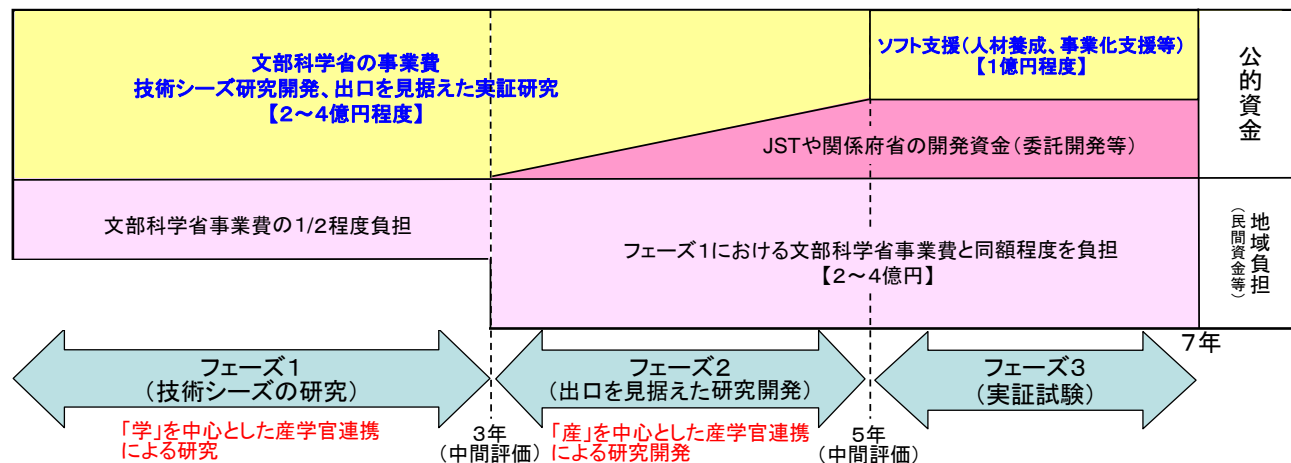 文部科学省の事業費
技術シーズ研究開発、出口を見据えた実証研究
【２～４億円程度】
ソフト支援（人材養成、事業化支援等）
【１億円程度】
JSTや関係府省の開発資金（委託開発等）
公的資金
文部科学省事業費の1/2程度負担
フェーズ1における文部科学省事業費と同額程度を負担
【２～４億円】
地域負担
（民間資金等）
フェーズ１
（技術シーズの研究）
フェーズ２
（出口を見据えた研究開発）
フェーズ３
（実証試験）
７年
「学」を中心とした産学官連携
による研究
３年
（中間評価）
「産」を中心とした産学官連携
による研究開発
５年
（中間評価）